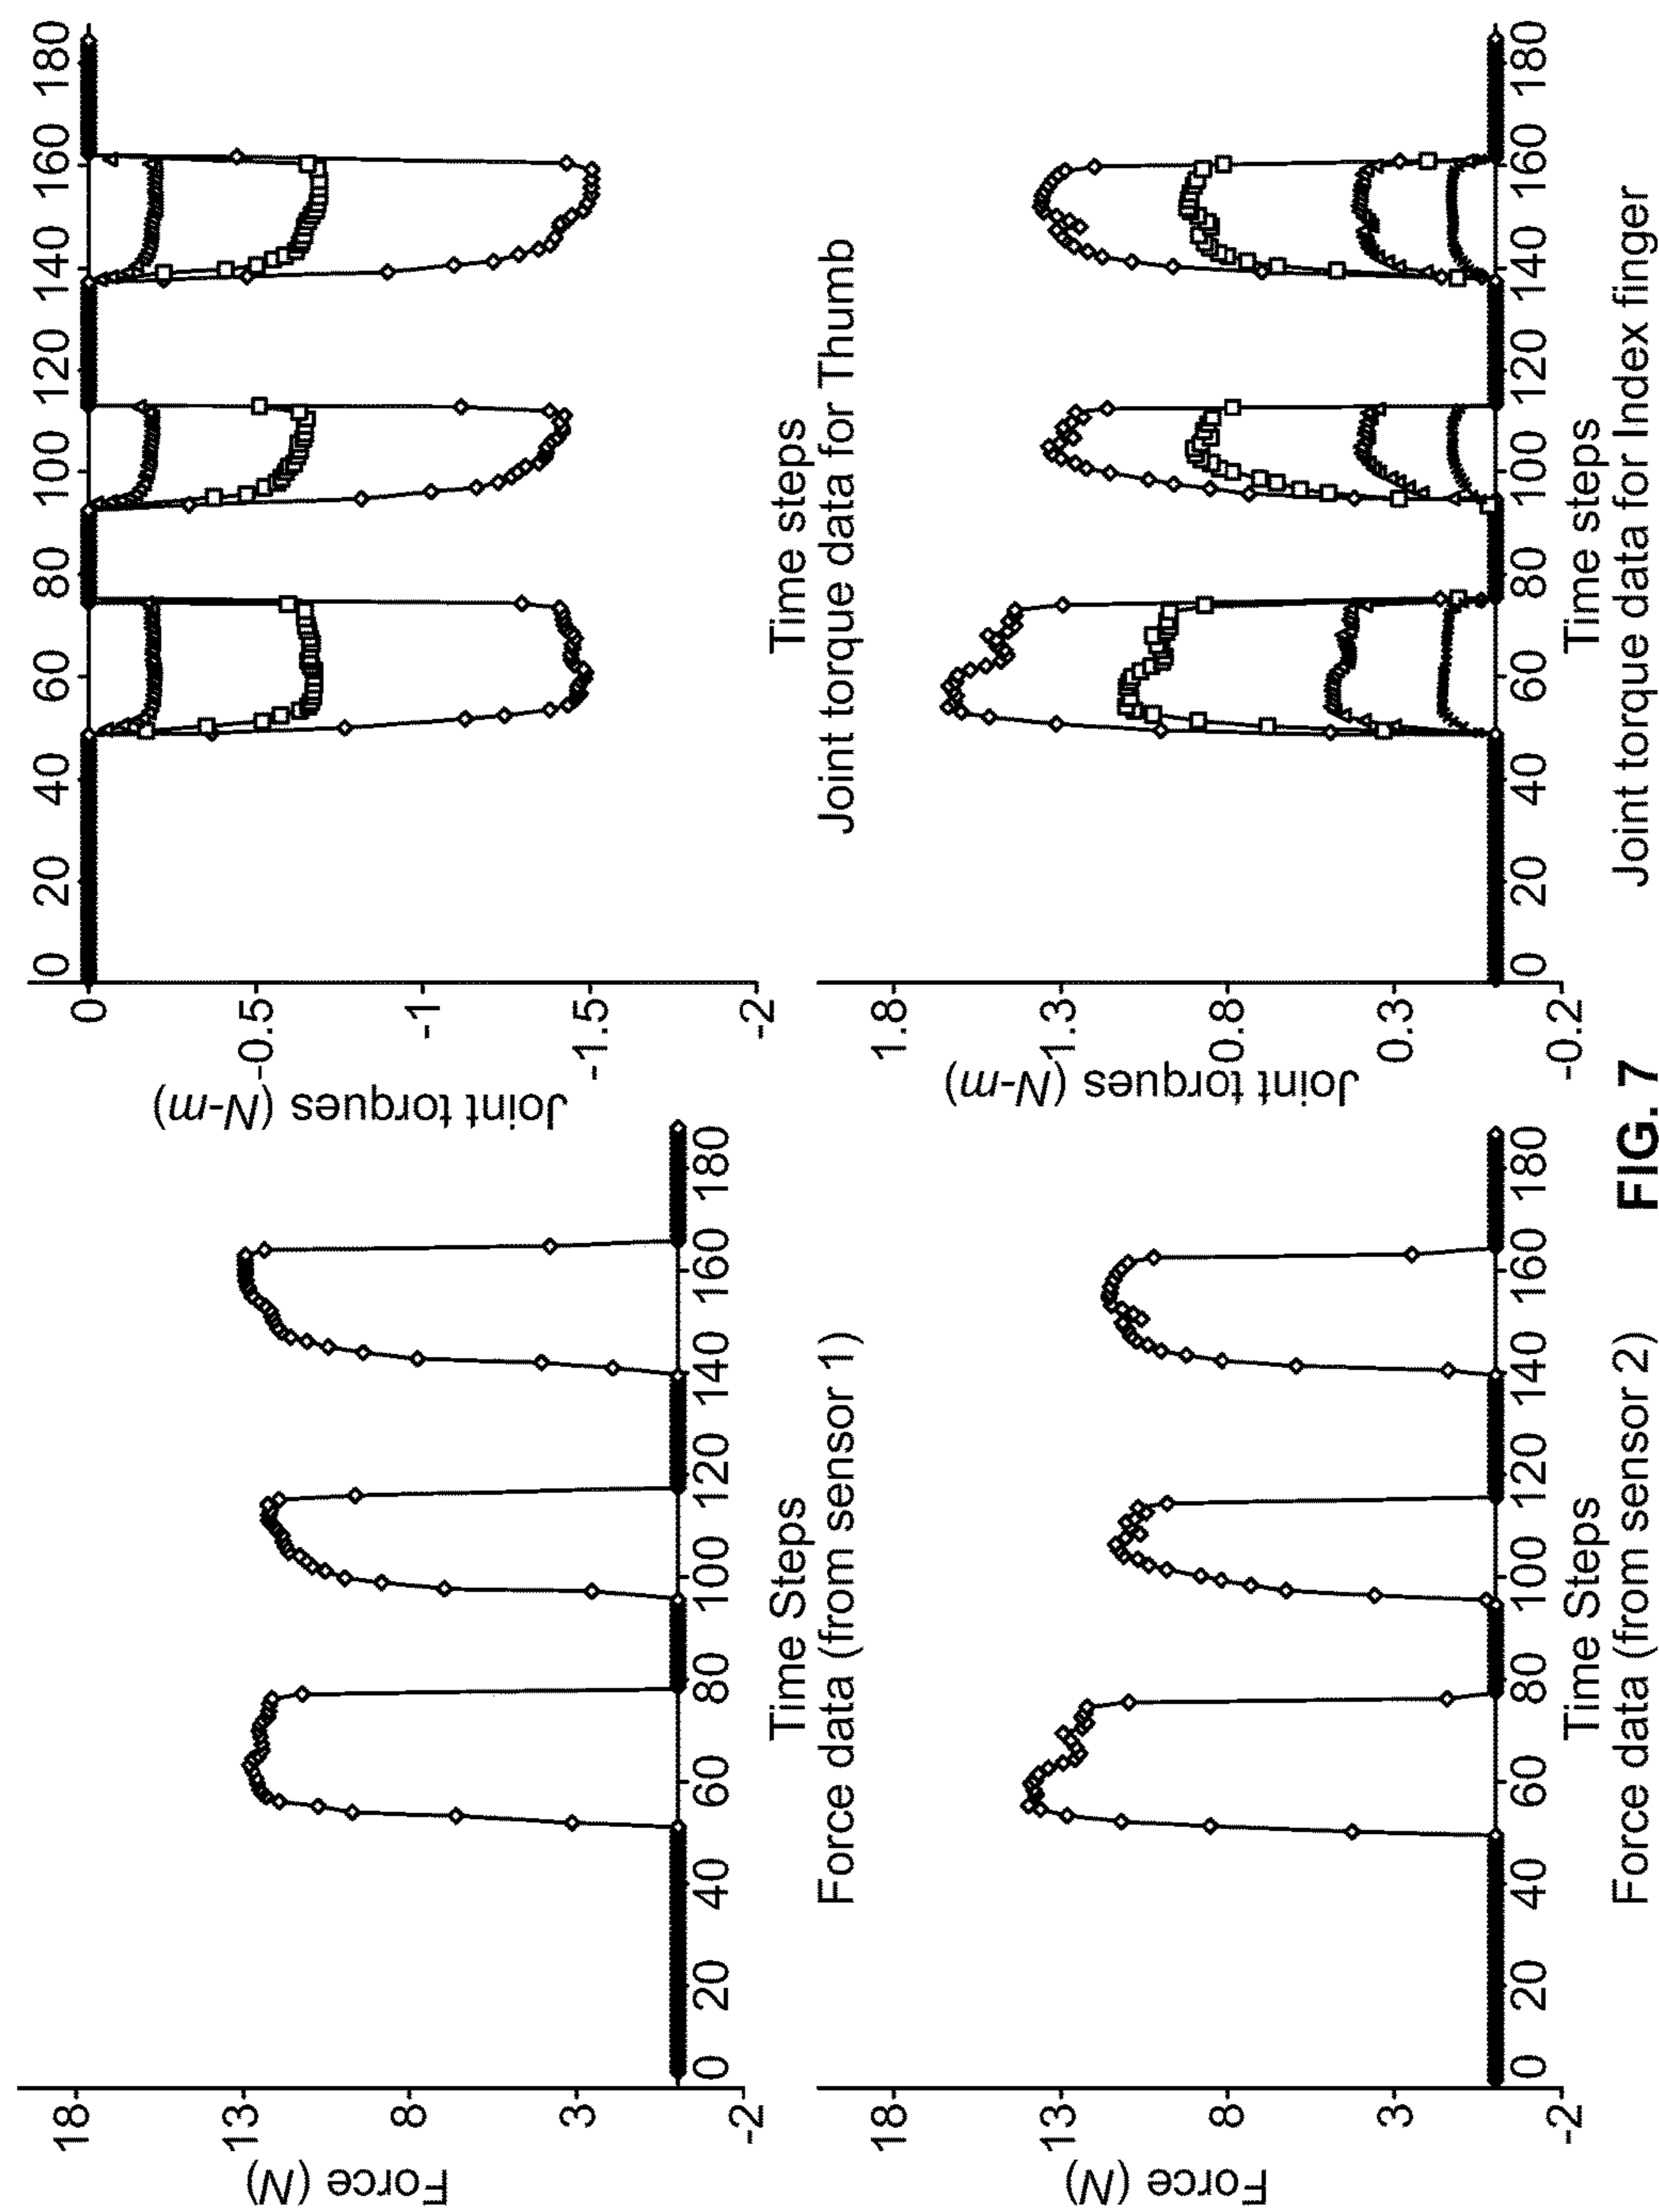 18
13
8
3
-2
Force (N)
0 20 40 60 80 100 120 140 160 180
Time Steps
Force data (from sensor 1)
0
-0.5
-1
-1.5
-2
Joint torques (N-m)
0 20 40 60 80 100 120 140 160 180
Time steps
Joint torque data for Thumb
18
13
8
3
-2
Force (N)
0 20 40 60 80 100 120 140 160 180
Time Steps
Force data (from sensor 2)
1.8
1.3
0.8
0.3
-0.2
Joint torques (N-m)
0 20 40 60 80 100 120 140 160 180
Time steps
Joint torque data for Index finger
FIG. 7